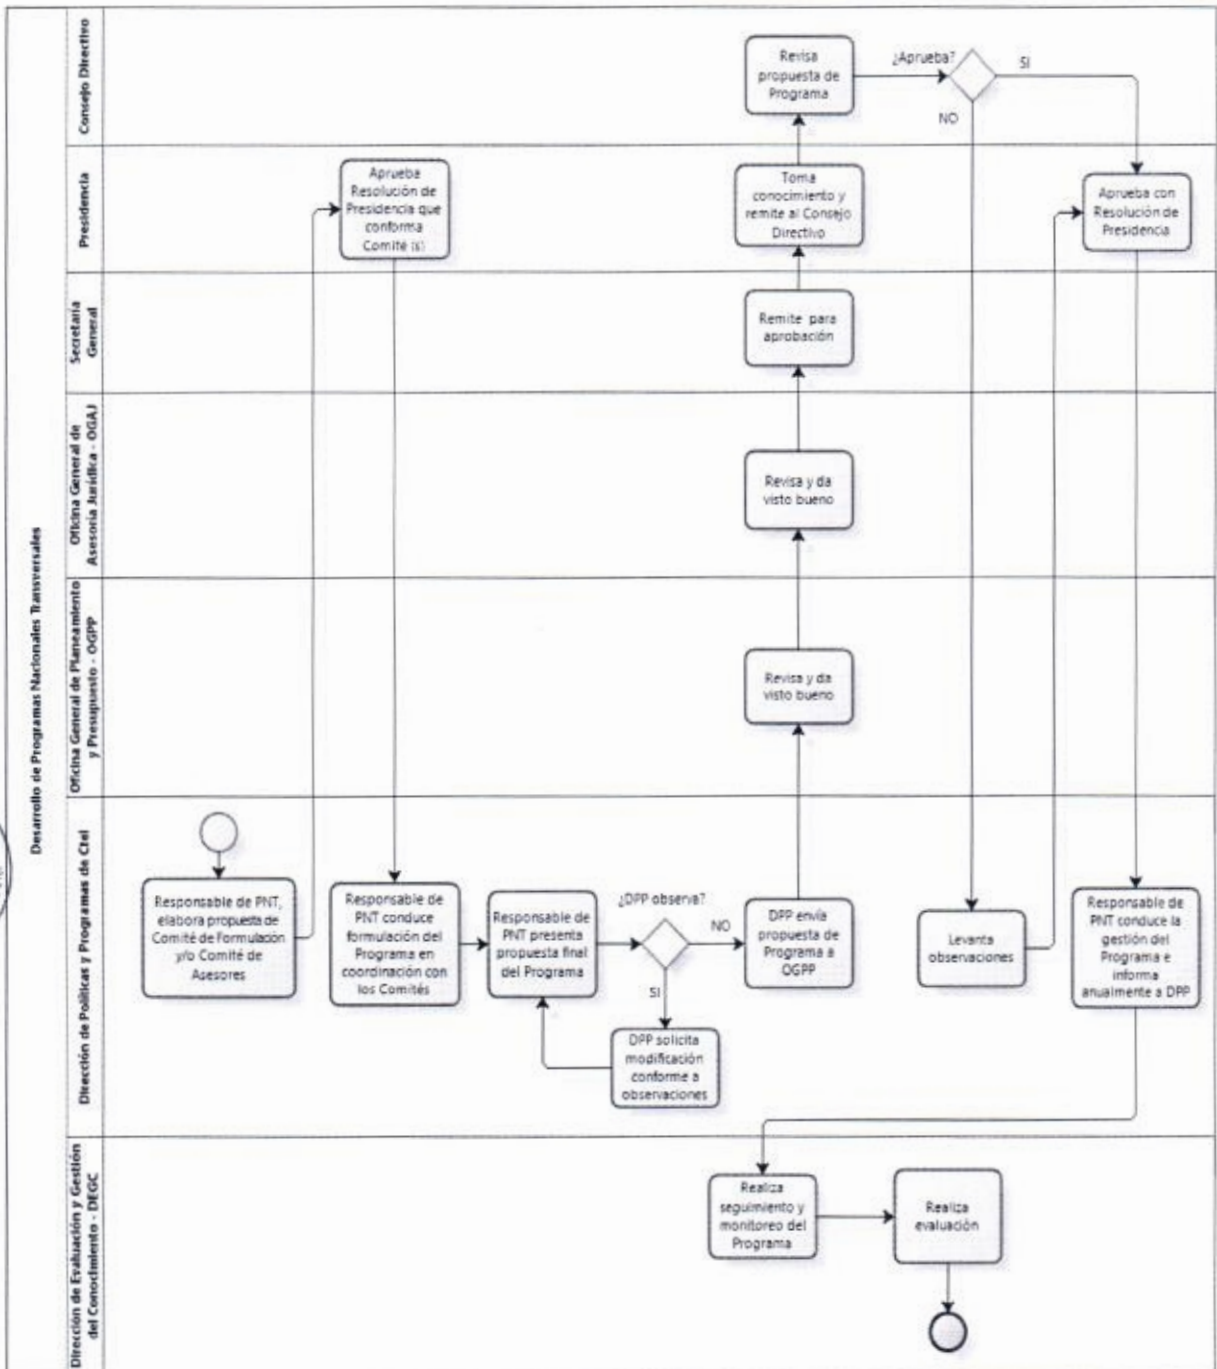 Desarrollo de Programas Nacionales Transversales
Consejo Directivo
Revisa
propuesta de
Programa
¿Aprueba?
SI
NO
Presidencia
Aprueba
Resolución de
Presidencia que
conforma
Comité (s)
Toma
conocimiento y
remite al Consejo
Directivo
Aprueba con
Resolución de
Presidencia
Secretaría
General
Remite para
aprobación
Oficina General de
Asesoría Jurídica - OGAJ
Revisa y da
visto bueno
Oficina General de Planeamiento
y Presupuesto - OGPP
Revisa y da
visto bueno
Dirección de Políticas y Programas de CteI
Responsable de PNT,
elabora propuesta de
Comité de Formulación
y/o Comité de
Asesores
Responsable de
PNT conduce
formulación del
Programa en
coordinación con
los Comités
Responsable de
PNT presenta
propuesta final
del Programa
¿DPP observa?
NO
SI
DPP solicita
modificación
conforme a
observaciones
DPP envía
propuesta de
Programa a
OGPP
Levanta
observaciones
Responsable de
PNT conduce la
gestión del
Programa e
informa
anualmente a DPP
Dirección de Evaluación y Gestión
del Conocimiento - DEGC
Realiza
seguimiento y
monitoreo del
Programa
Realiza
evaluación